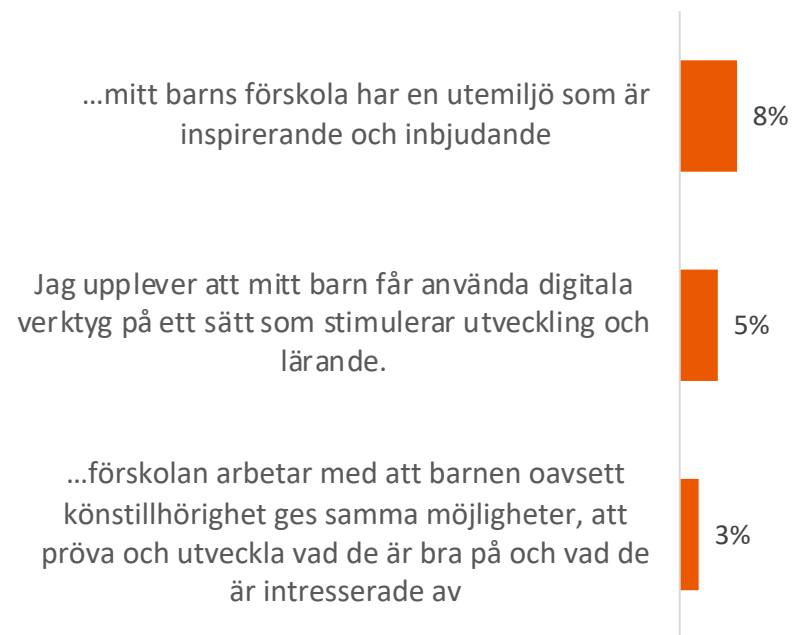 ...mitt barns förskola har en utemiljö som är
inspirerande och inbjudande
8%
Jag upplever att mitt barn får använda digitala
verktyg på ett sätt som stimulerar utveckling och
lärande.
5%
...förskolan arbetar med att barnen oavsett
könstillhörighet ges samma möjligheter, att
pröva och utveckla vad de är bra på och vad de
är intresserade av
3%